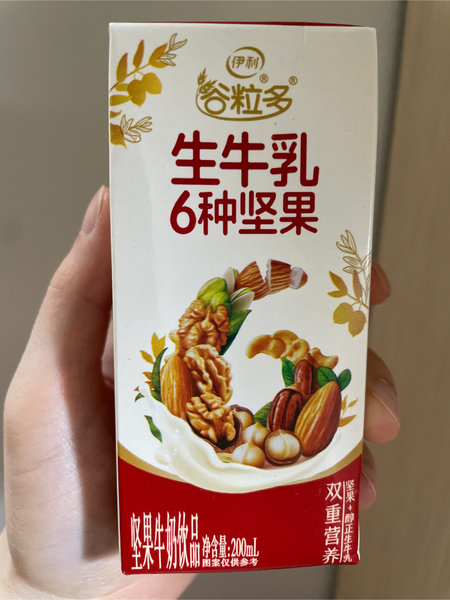 伊利
谷粒多
生牛乳
6种坚果
坚果牛奶饮品
净含量:200mL
图案仅供参考
坚果+醇正生牛乳
双重营养